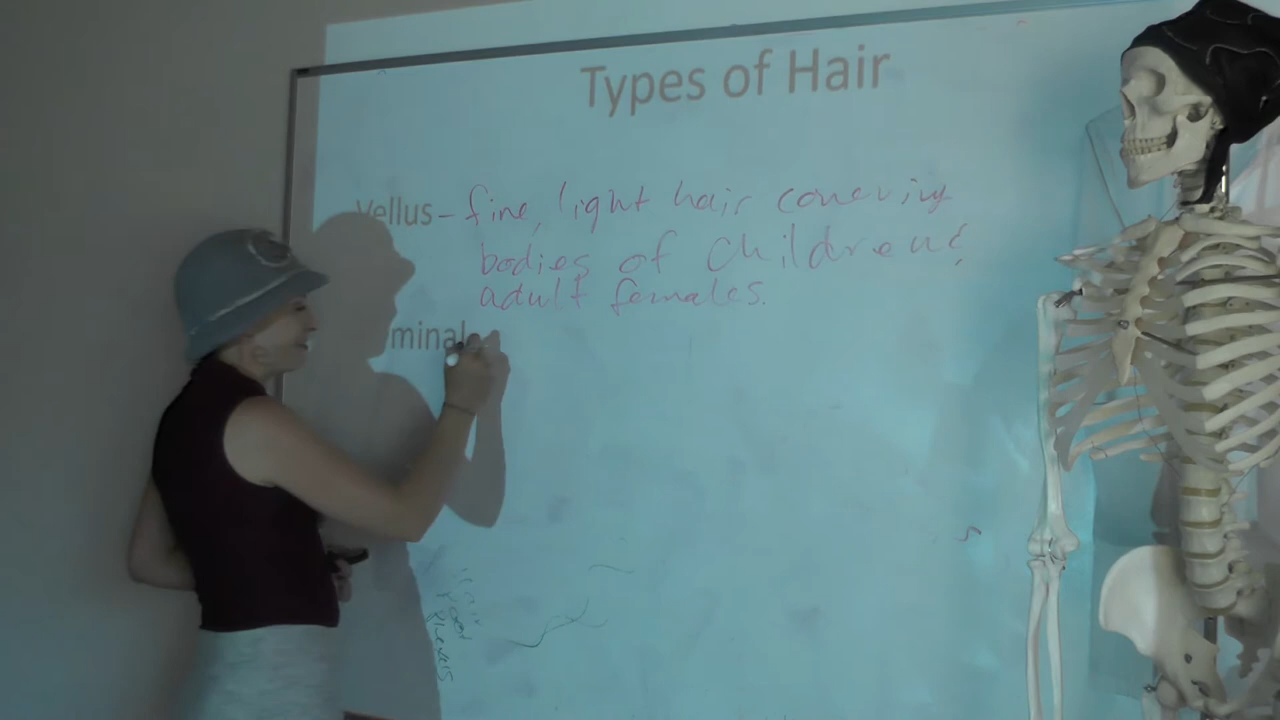 Types of Hair
Vellus - fine, light hair covering
bodies of children &
adult females.
minal